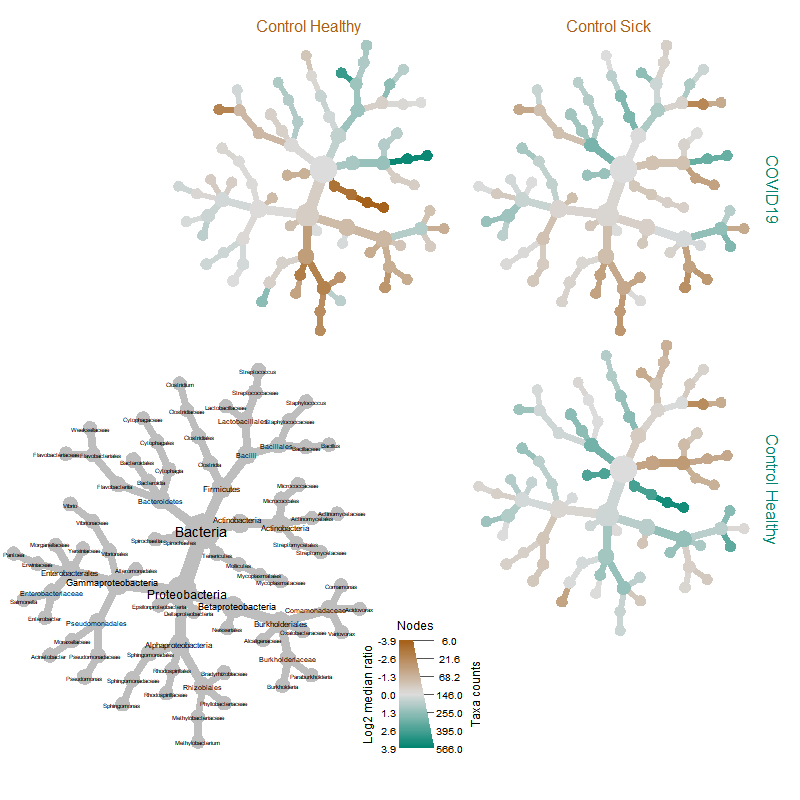 Control Healthy
Control Sick
COVID19
Control Healthy
Streptococcus
Clostridium
Streptococcaceae
Staphylococcus
Lactobacillaceae
Clostridiaceae
Cytophagaceae
Lactobacillales
Staphylococcaceae
Weeksellaceae
Clostridiales
Cytophagales
Bacillales
Bacillaceae
Bacillus
Flavobacteriaceae
Flavobacteriales
Bacilli
Bacteroidales
Clostridia
Cytophagia
Bacteroidia
Flavobacteriia
Firmicutes
Micrococcaceae
Bacteroidetes
Micrococcales
Vibrio
Actinomycetaceae
Actinobacteria
Actinomycetales
Vibrionaceae
Actinobacteria
Bacteria
Spirochaetia
Spirochaetes
Streptomycetales
Morganellaceae
Streptomycetaceae
Pantoea
Yersiniaceae
Vibrionales
Tenericutes
Erwiniaceae
Mollicutes
Enterobacterales
Alteromonadales
Mycoplasmatales
Gammaproteobacteria
Mycoplasmataceae
Comamonas
Enterobacteriaceae
Proteobacteria
Salmonella
Epsilonproteobacteria
Betaproteobacteria
Comamonadaceae
Acidovorax
Deltaproteobacteria
Enterobacter
Pseudomonadales
Neisseriales
Burkholderiales
Oxalobacteraceae
Variovorax
Moraxellaceae
Alphaproteobacteria
Alcaligenaceae
Acinetobacter
Pseudomonadaceae
Sphingomonadales
Burkholderiaceae
Rhodospirillales
Bradyrhizobiaceae
Pseudomonas
Sphingomonadaceae
Paraburkholderia
Rhizobiales
Burkholderia
Rhodospirillaceae
Phyllobacteriaceae
Sphingomonas
Methylobacteriaceae
Methylobacterium
Nodes
-3.9 6.0
-2.6 21.6
-1.3 68.2
0.0 146.0
1.3 255.0
2.6 395.0
3.9 566.0
Log2 median ratio
Taxa counts